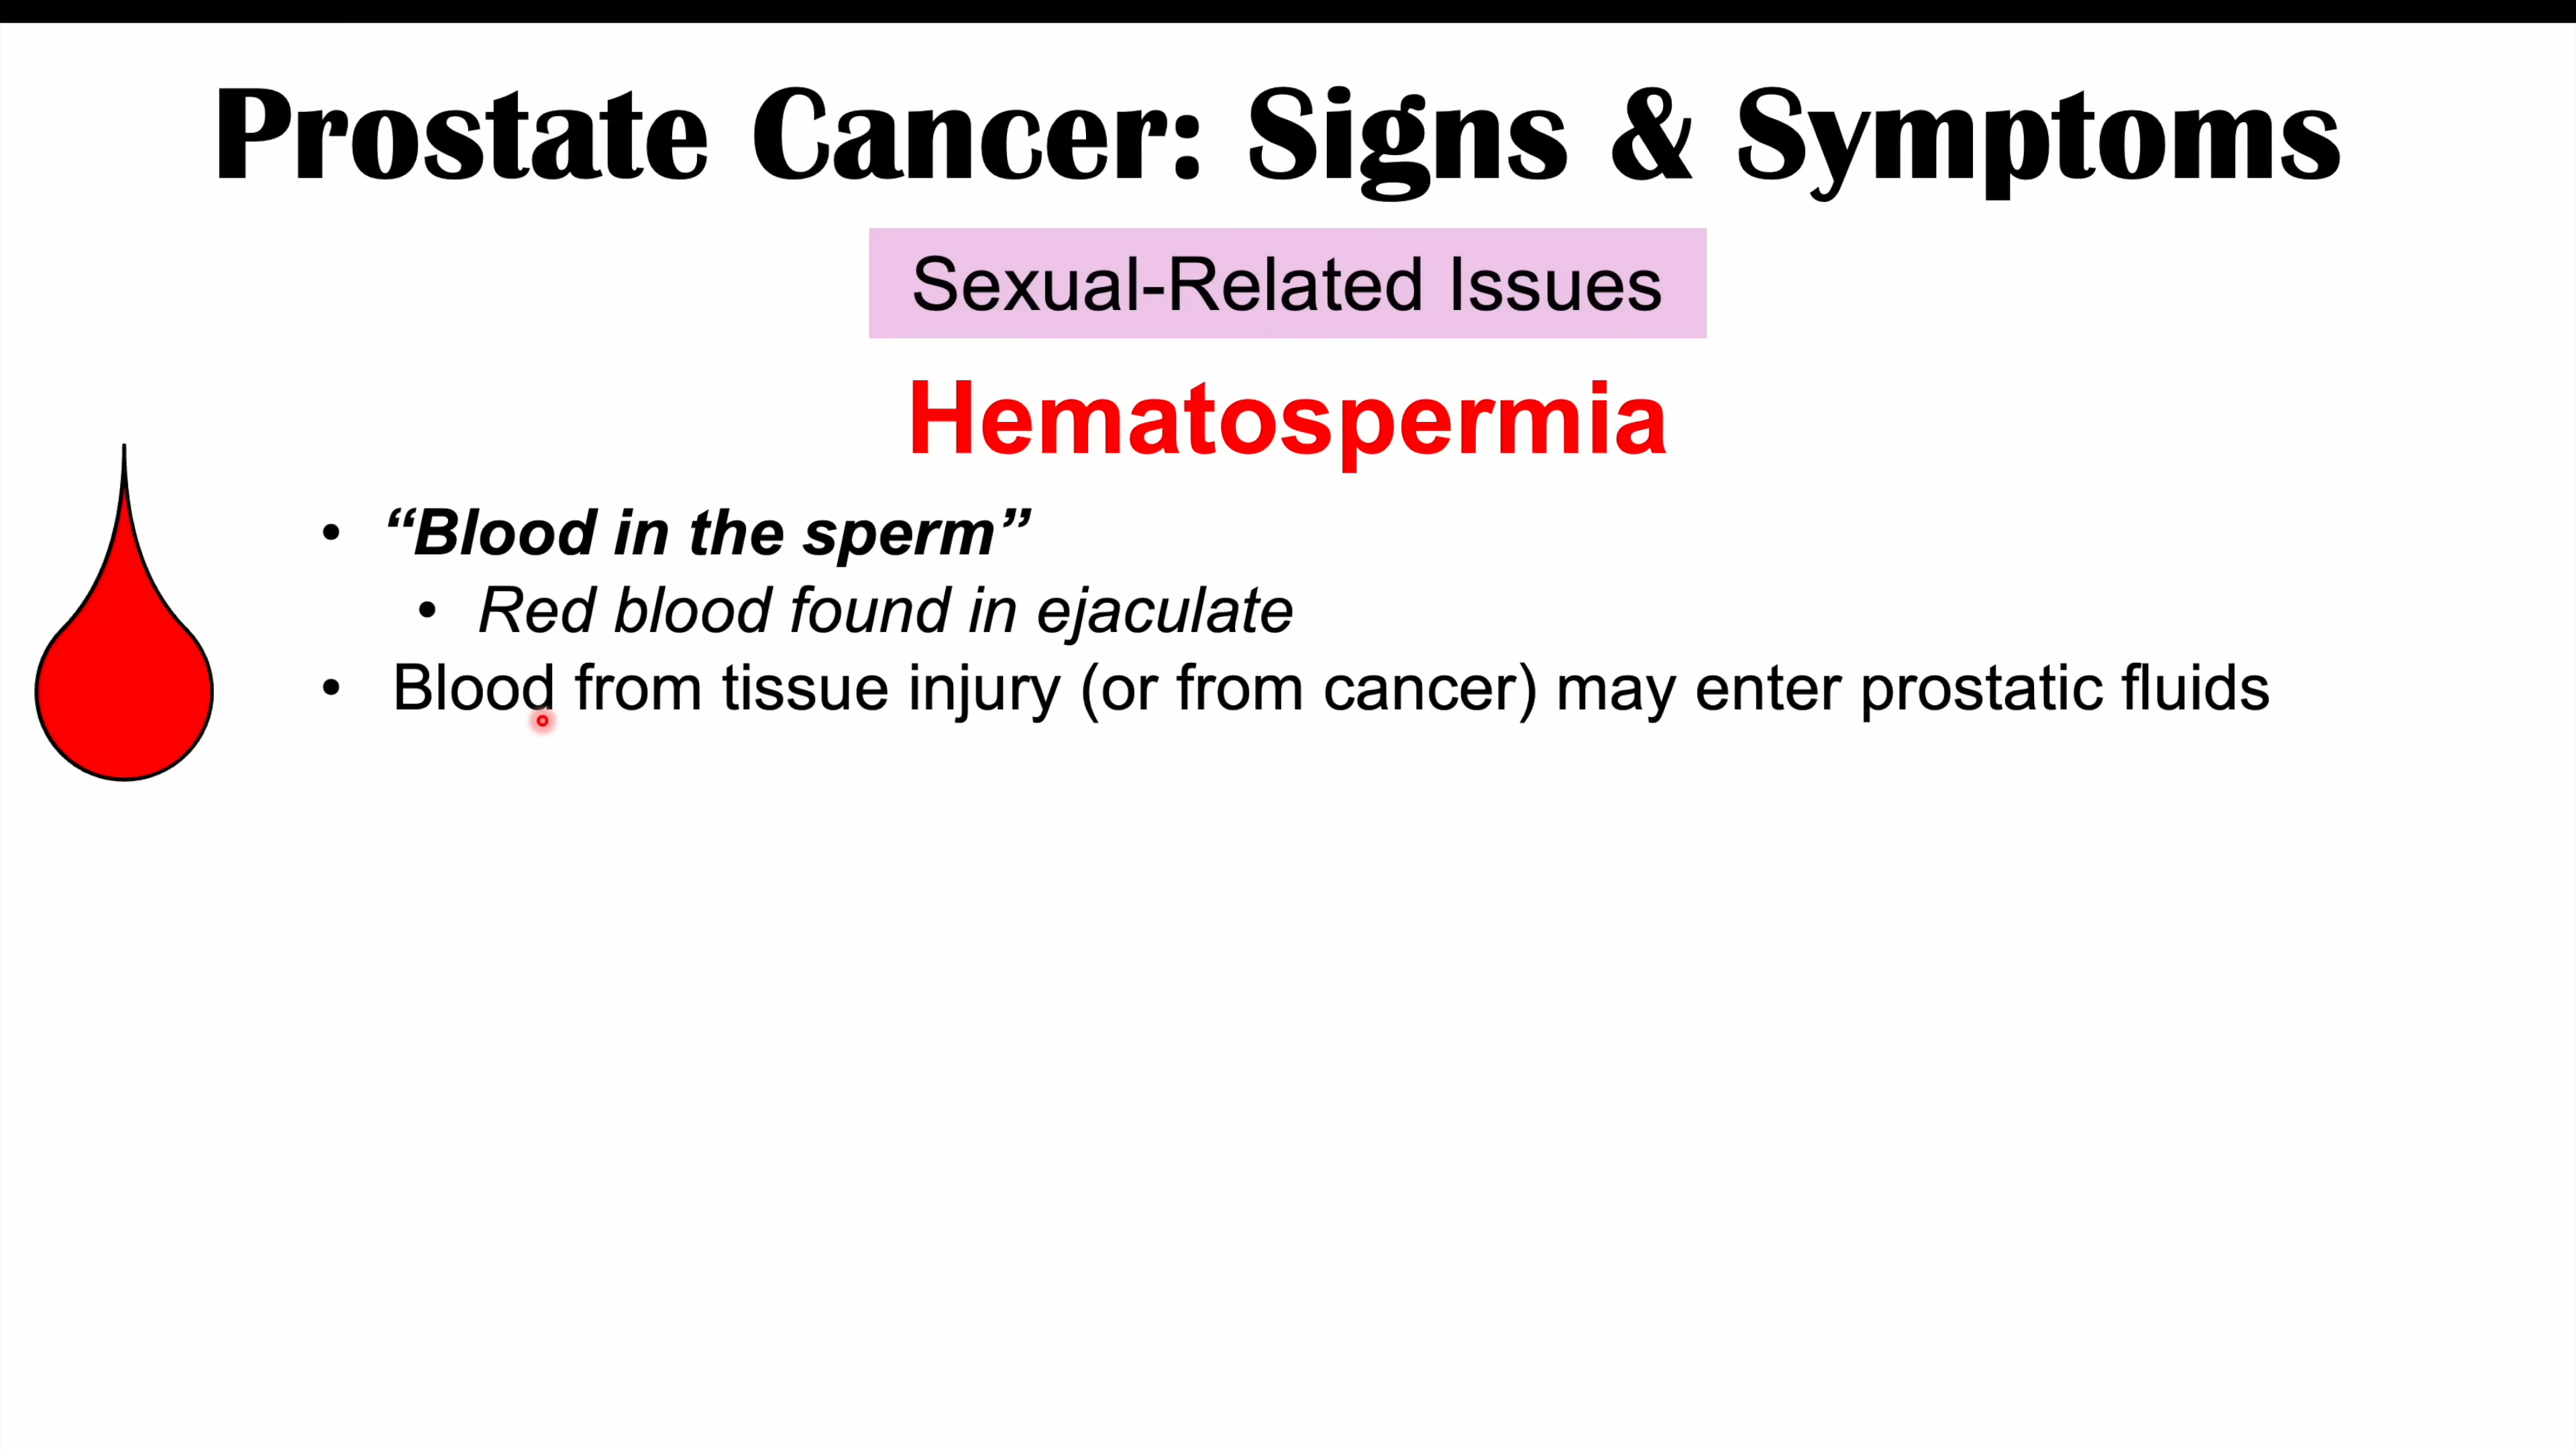 Prostate Cancer: Signs & Symptoms
Sexual-Related Issues
Hematospermia
• “Blood in the sperm”
• Red blood found in ejaculate
• Blood from tissue injury (or from cancer) may enter prostatic fluids